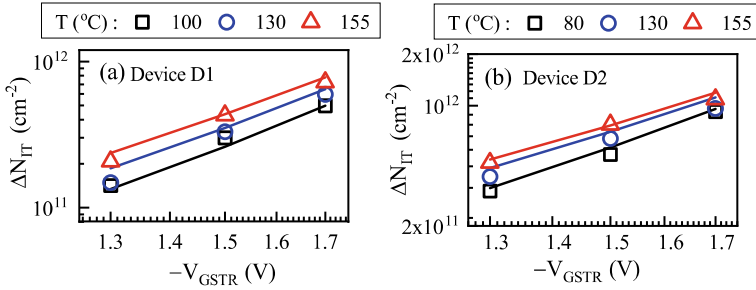 T (°C) : 100 130 155
T (°C) : 80 130 155
(a) Device D1
ΔN_IT (cm⁻²)
10¹²
10¹¹
1.3 1.4 1.5 1.6 1.7
−V_GSTR (V)
(b) Device D2
ΔN_IT (cm⁻²)
2x10¹²
10¹²
2x10¹¹
1.3 1.4 1.5 1.6 1.7
−V_GSTR (V)